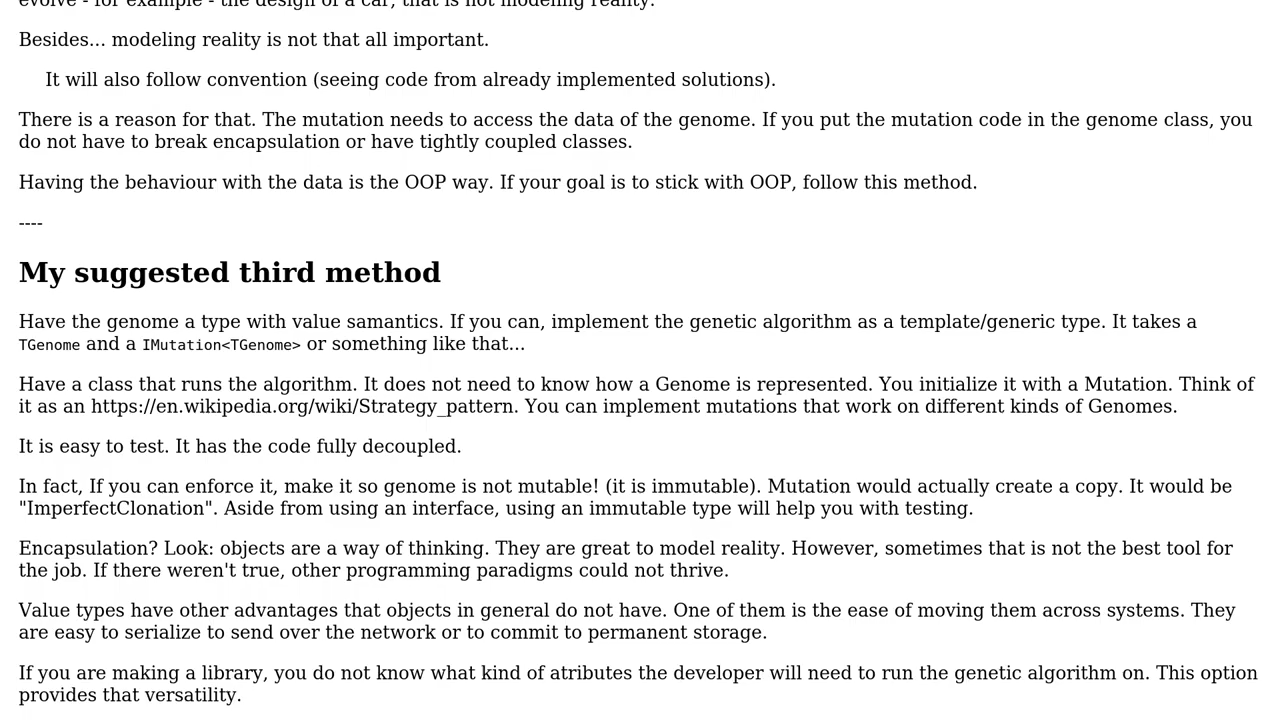 evolve - for example - the design of a car, that is not modeling reality.
Besides... modeling reality is not that all important.
It will also follow convention (seeing code from already implemented solutions).
There is a reason for that. The mutation needs to access the data of the genome. If you put the mutation code in the genome class, you
do not have to break encapsulation or have tightly coupled classes.
Having the behaviour with the data is the OOP way. If your goal is to stick with OOP, follow this method.
----
My suggested third method
Have the genome a type with value samantics. If you can, implement the genetic algorithm as a template/generic type. It takes a
TGenome and a IMutation<TGenome> or something like that...
Have a class that runs the algorithm. It does not need to know how a Genome is represented. You initialize it with a Mutation. Think of
it as an https://en.wikipedia.org/wiki/Strategy_pattern. You can implement mutations that work on different kinds of Genomes.
It is easy to test. It has the code fully decoupled.
In fact, If you can enforce it, make it so genome is not mutable! (it is immutable). Mutation would actually create a copy. It would be
"ImperfectClonation". Aside from using an interface, using an immutable type will help you with testing.
Encapsulation? Look: objects are a way of thinking. They are great to model reality. However, sometimes that is not the best tool for
the job. If there weren't true, other programming paradigms could not thrive.
Value types have other advantages that objects in general do not have. One of them is the ease of moving them across systems. They
are easy to serialize to send over the network or to commit to permanent storage.
If you are making a library, you do not know what kind of atributes the developer will need to run the genetic algorithm on. This option
provides that versatility.